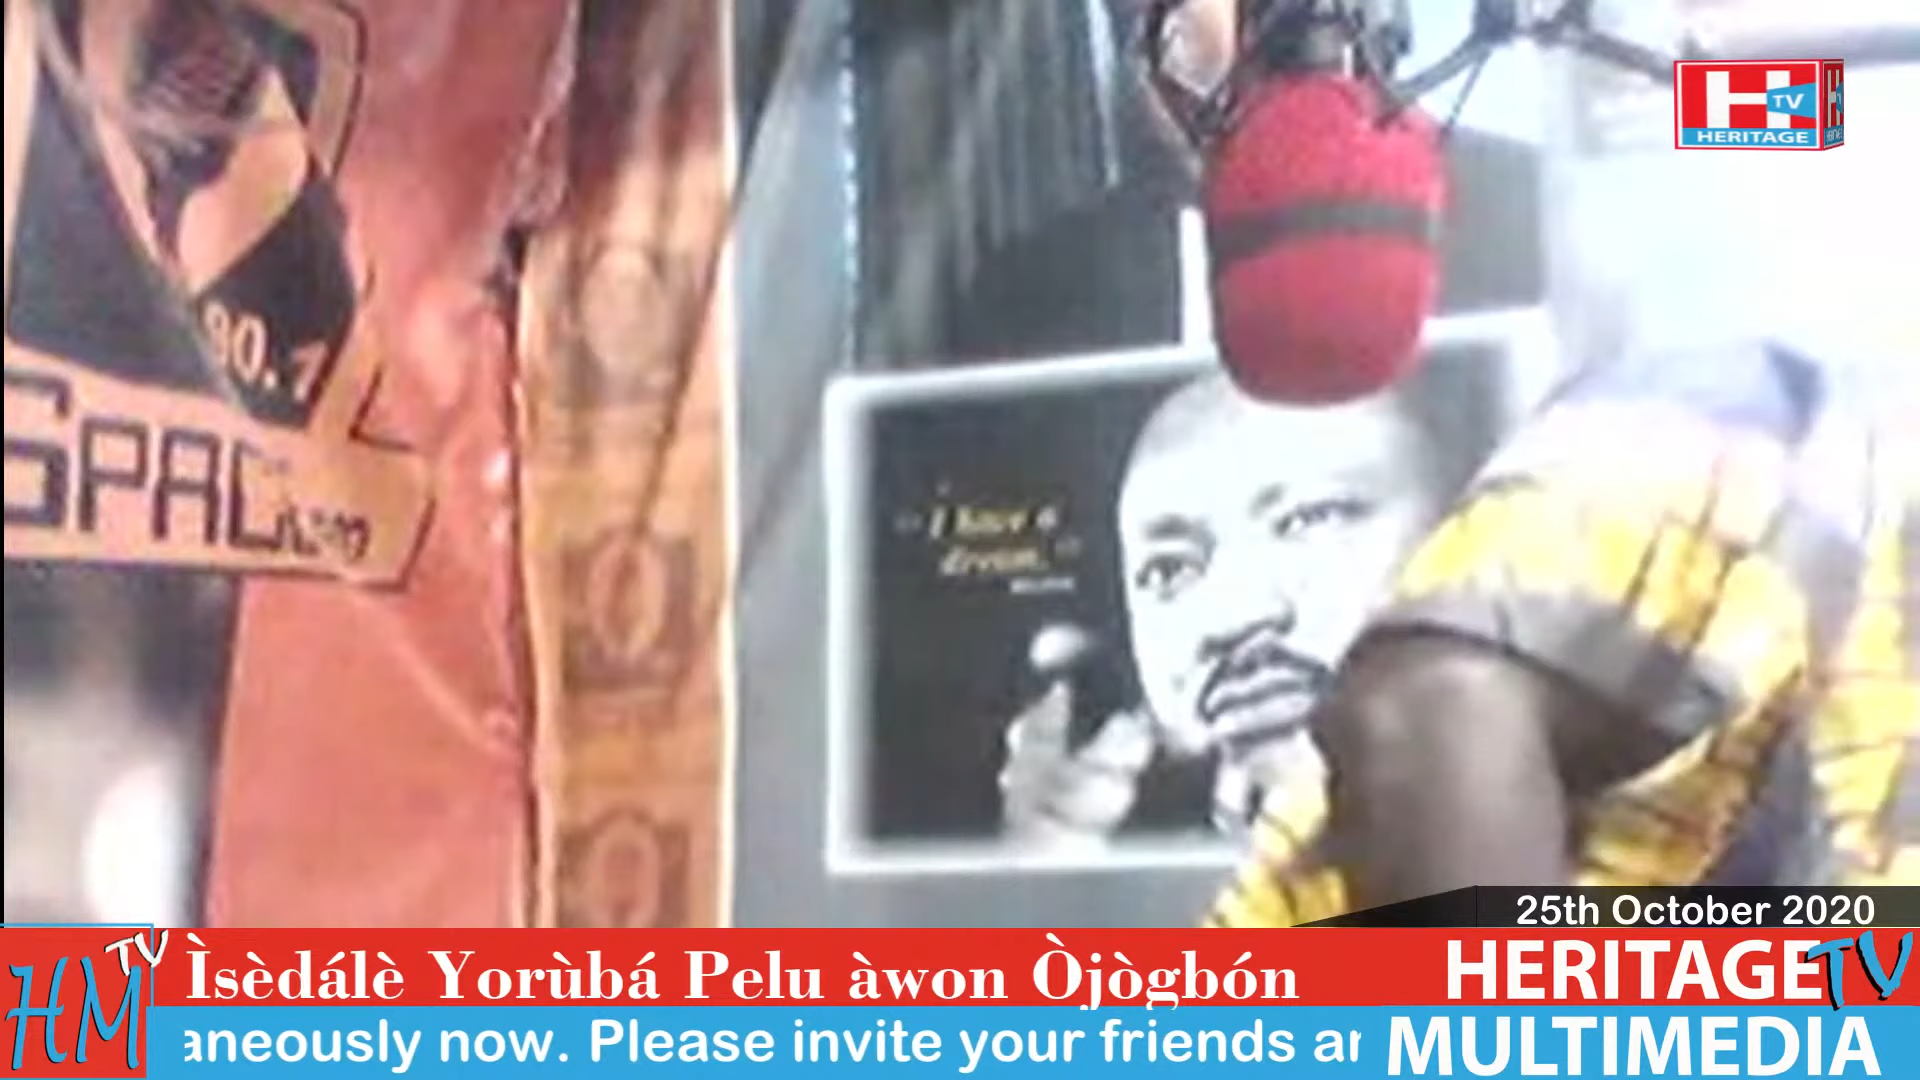 H TV
HERITAGE
90.7
SPAC
" I have a
dream. "
25th October 2020
HM TV
Ìsèdálè Yorùbá Pelu àwon Òjògbón
HERITAGE TV
aneously now. Please invite your friends ar
MULTIMEDIA